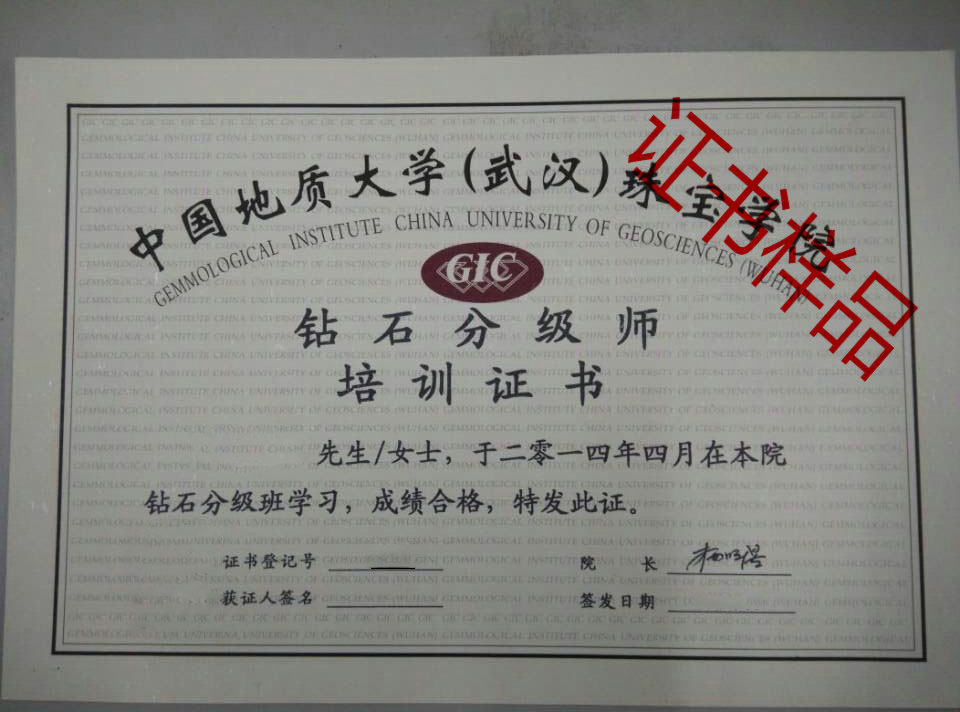 中国地质大学(武汉)珠宝学院
GEMMOLOGICAL INSTITUTE CHINA UNIVERSITY OF GEOSCIENCES (WUHAN)
GIC
钻石分级师
培训证书
先生/女士，于二零一四年四月在本院
钻石分级班学习，成绩合格，特发此证。
证书登记号
院 长
获证人签名
签发日期
证书样品